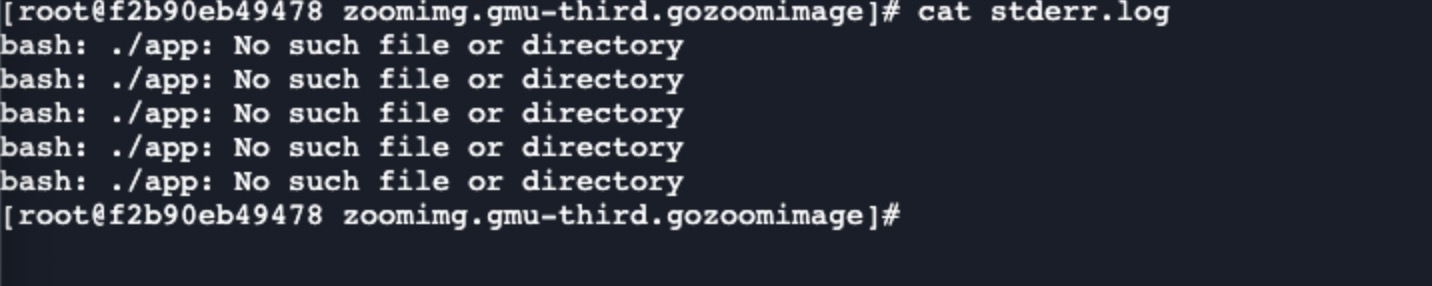 [root@f2b90eb49478 zoomimg.gmu-third.gozoomimage]# cat stderr.log
bash: ./app: No such file or directory
bash: ./app: No such file or directory
bash: ./app: No such file or directory
bash: ./app: No such file or directory
bash: ./app: No such file or directory
[root@f2b90eb49478 zoomimg.gmu-third.gozoomimage]#